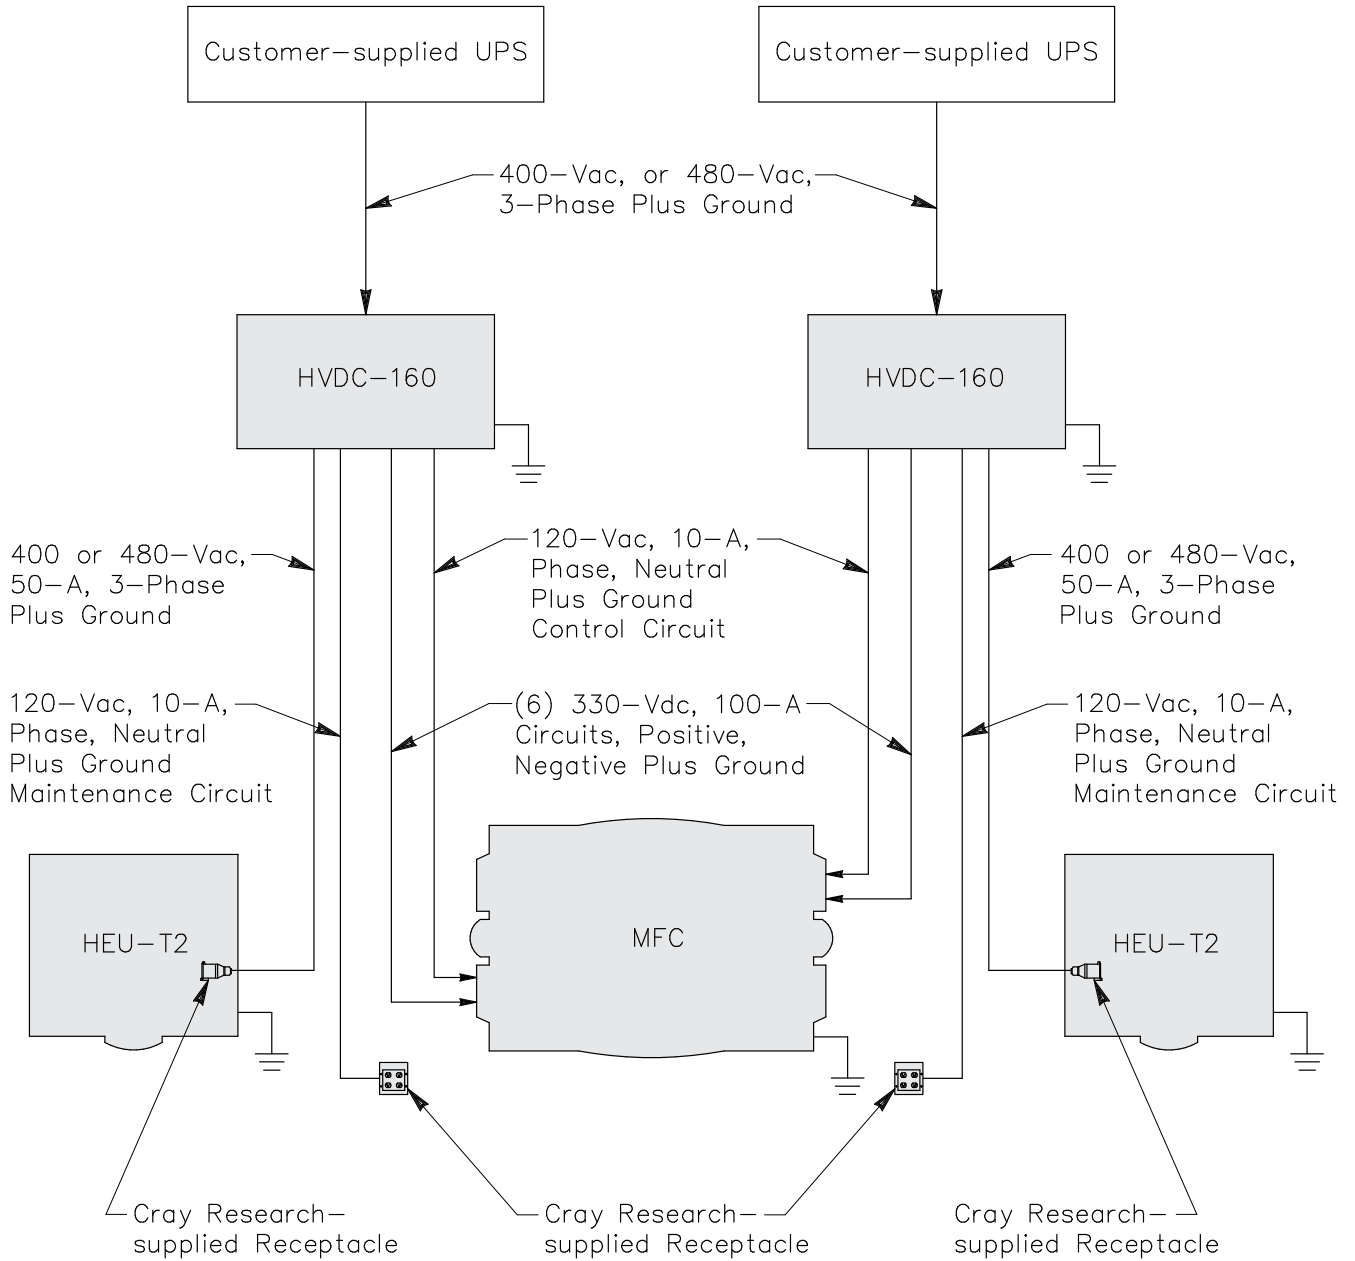 Customer-supplied UPS
Customer-supplied UPS
400-Vac, or 480-Vac,
3-Phase Plus Ground
HVDC-160
HVDC-160
400 or 480-Vac,
50-A, 3-Phase
Plus Ground
120-Vac, 10-A,
Phase, Neutral
Plus Ground
Control Circuit
400 or 480-Vac,
50-A, 3-Phase
Plus Ground
120-Vac, 10-A,
Phase, Neutral
Plus Ground
Maintenance Circuit
(6) 330-Vdc, 100-A
Circuits, Positive,
Negative Plus Ground
120-Vac, 10-A,
Phase, Neutral
Plus Ground
Maintenance Circuit
HEU-T2
MFC
HEU-T2
Cray Research-
supplied Receptacle
Cray Research-
supplied Receptacle
Cray Research-
supplied Receptacle